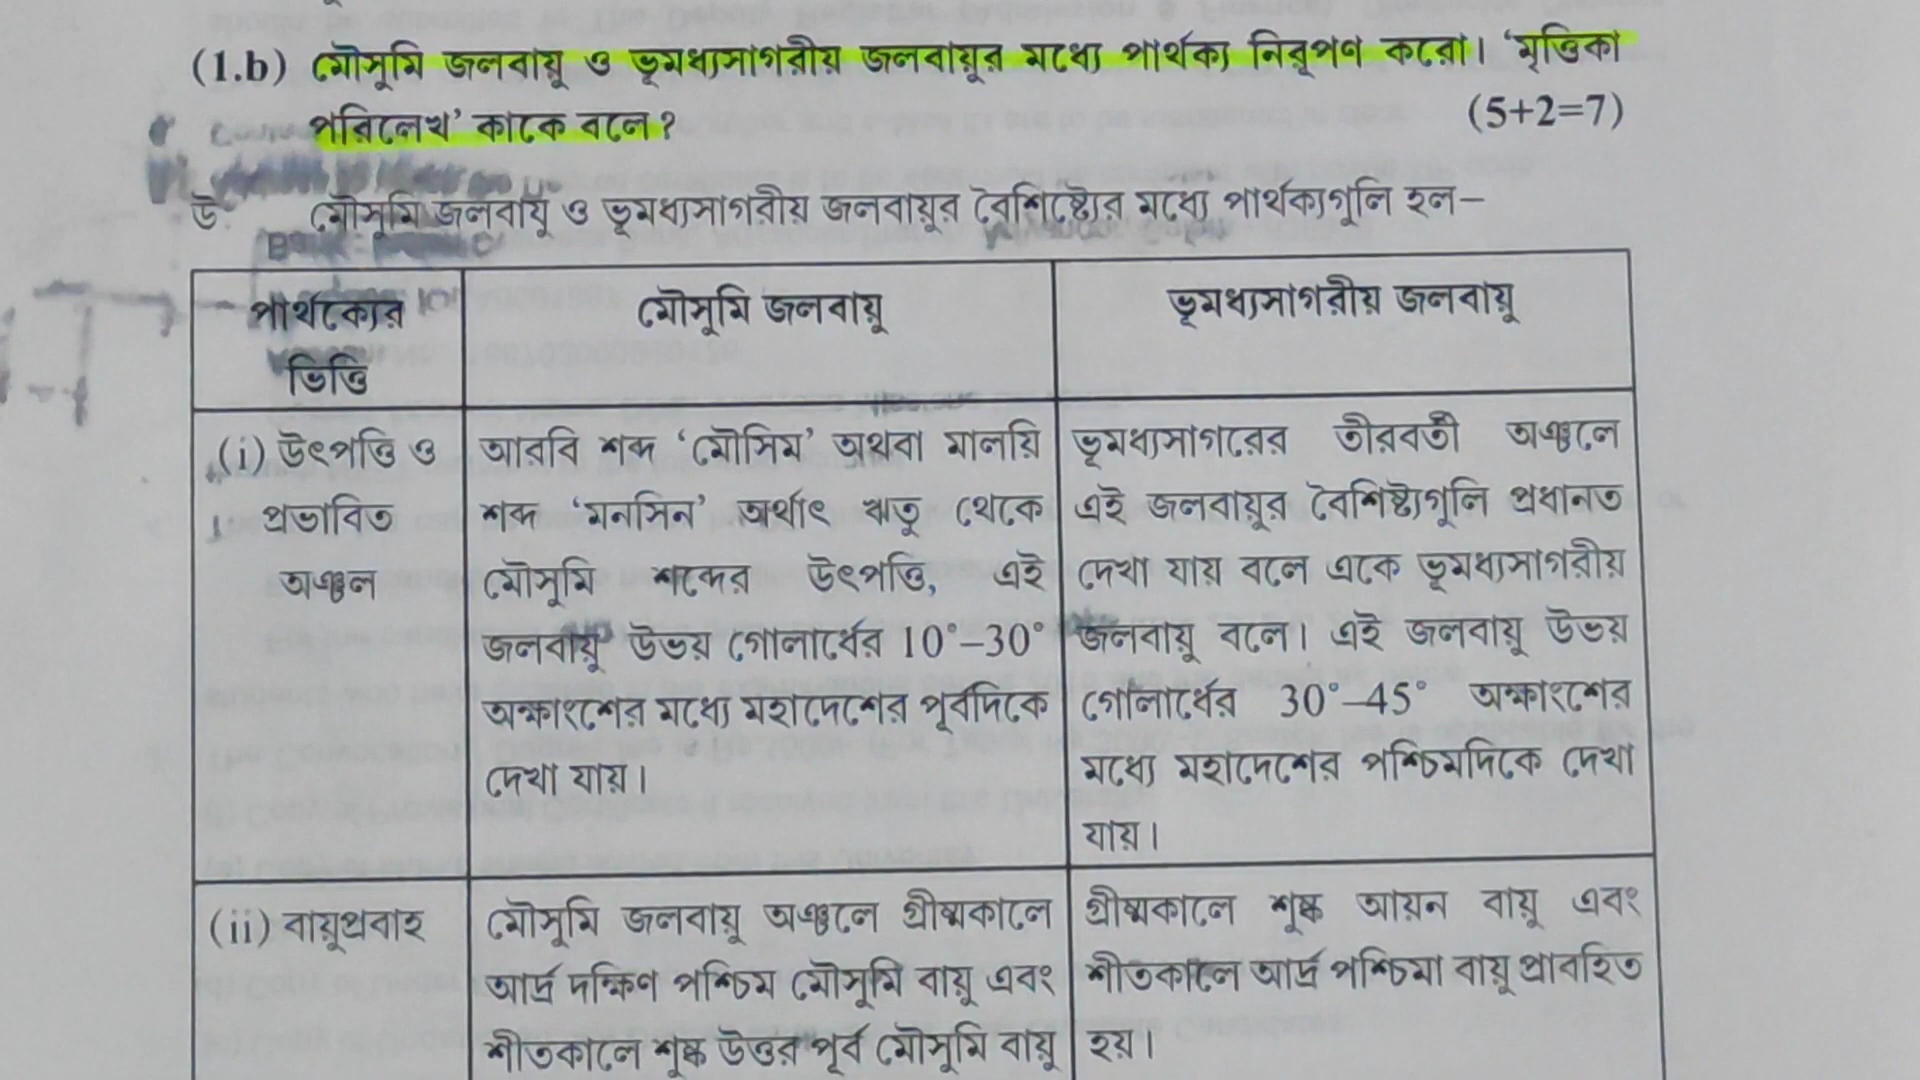 (1.b) মৌসুমি জলবায়ু ও ভূমধ্যসাগরীয় জলবায়ুর মধ্যে পার্থক্য নিরূপণ করো। ‘মৃত্তিকা
পরিলেখ’ কাকে বলে? (5+2=7)
উ মৌসুমি জলবায়ু ও ভূমধ্যসাগরীয় জলবায়ুর বৈশিষ্ট্যের মধ্যে পার্থক্যগুলি হল–
পার্থক্যের
ভিত্তি
মৌসুমি জলবায়ু
ভূমধ্যসাগরীয় জলবায়ু
(i) উৎপত্তি ও
প্রভাবিত
অঞ্চল
আরবি শব্দ ‘মৌসিম’ অথবা মালয়ি
শব্দ ‘মনসিন’ অর্থাৎ ঋতু থেকে
মৌসুমি শব্দের উৎপত্তি, এই
জলবায়ু উভয় গোলার্ধের 10°–30°
অক্ষাংশের মধ্যে মহাদেশের পূর্বদিকে
দেখা যায়।
ভূমধ্যসাগরের তীরবর্তী অঞ্চলে
এই জলবায়ুর বৈশিষ্ট্যগুলি প্রধানত
দেখা যায় বলে একে ভূমধ্যসাগরীয়
জলবায়ু বলে। এই জলবায়ু উভয়
গোলার্ধের 30°–45° অক্ষাংশের
মধ্যে মহাদেশের পশ্চিমদিকে দেখা
যায়।
(ii) বায়ুপ্রবাহ
মৌসুমি জলবায়ু অঞ্চলে গ্রীষ্মকালে
আর্দ্র দক্ষিণ পশ্চিম মৌসুমি বায়ু এবং
শীতকালে শুষ্ক উত্তর পূর্ব মৌসুমি বায়ু
গ্রীষ্মকালে শুষ্ক আয়ন বায়ু এবং
শীতকালে আর্দ্র পশ্চিমা বায়ু প্রাবহিত
হয়।